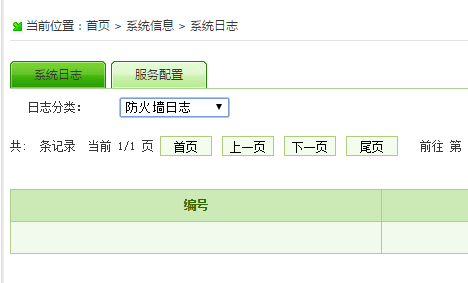 当前位置：首页 > 系统信息 > 系统日志
系统日志 服务配置
日志分类： 防火墙日志
共: 条记录 当前 1/1 页 首页 上一页 下一页 尾页 前往 第
编号